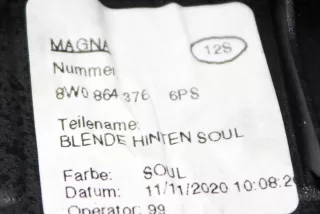 MAGNA 12S
Nummer
8W0 864 376 6PS
Teilename:
BLENDE HINTEN SOUL
Farbe: SOUL
Datum: 11/11/2020 10:08:2
Operator: 99